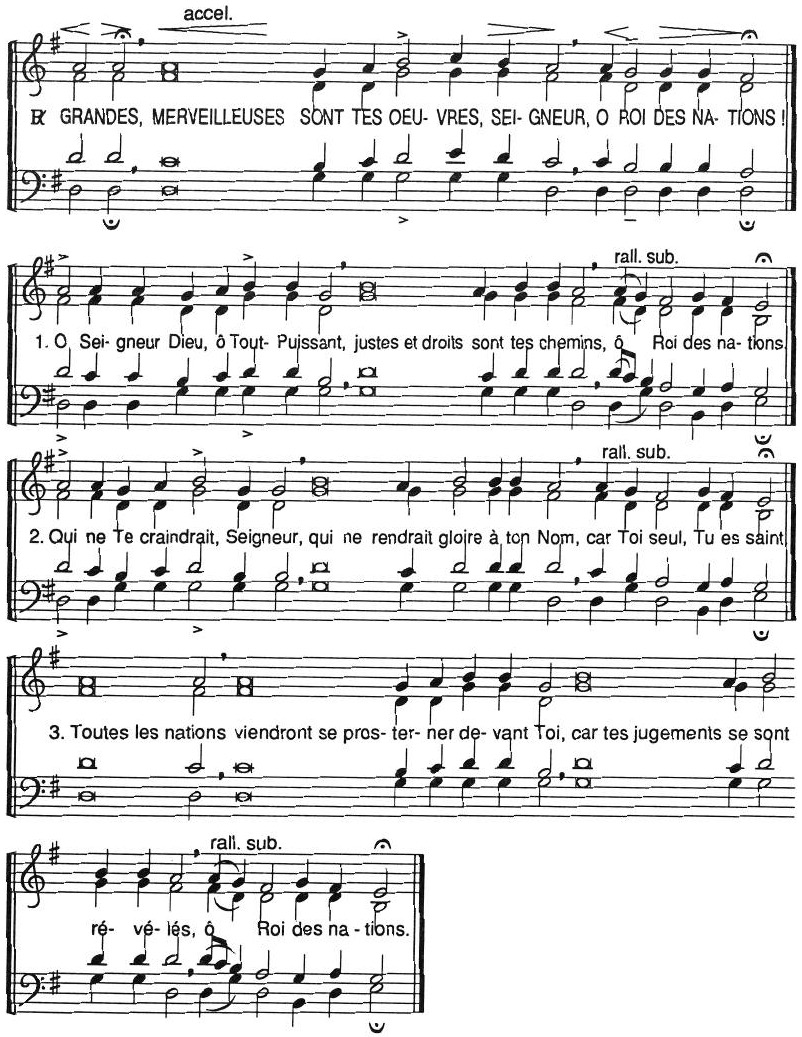 accel.
℟ GRANDES, MERVEILLEUSES SONT TES OEU- VRES, SEI- GNEUR, O ROI DES NA- TIONS !
rall. sub.
1. O Sei- gneur Dieu, ô Tout- Puissant, justes et droits sont tes chemins, ô Roi des na- tions.
rall. sub.
2. Qui ne Te craindrait, Seigneur, qui ne rendrait gloire à ton Nom, car Toi seul, Tu es saint,
3. Toutes les nations viendront se pros- ter- ner de- vant Toi, car tes jugements se sont
rall. sub.
ré- vé- lés, ô Roi des na - tions.